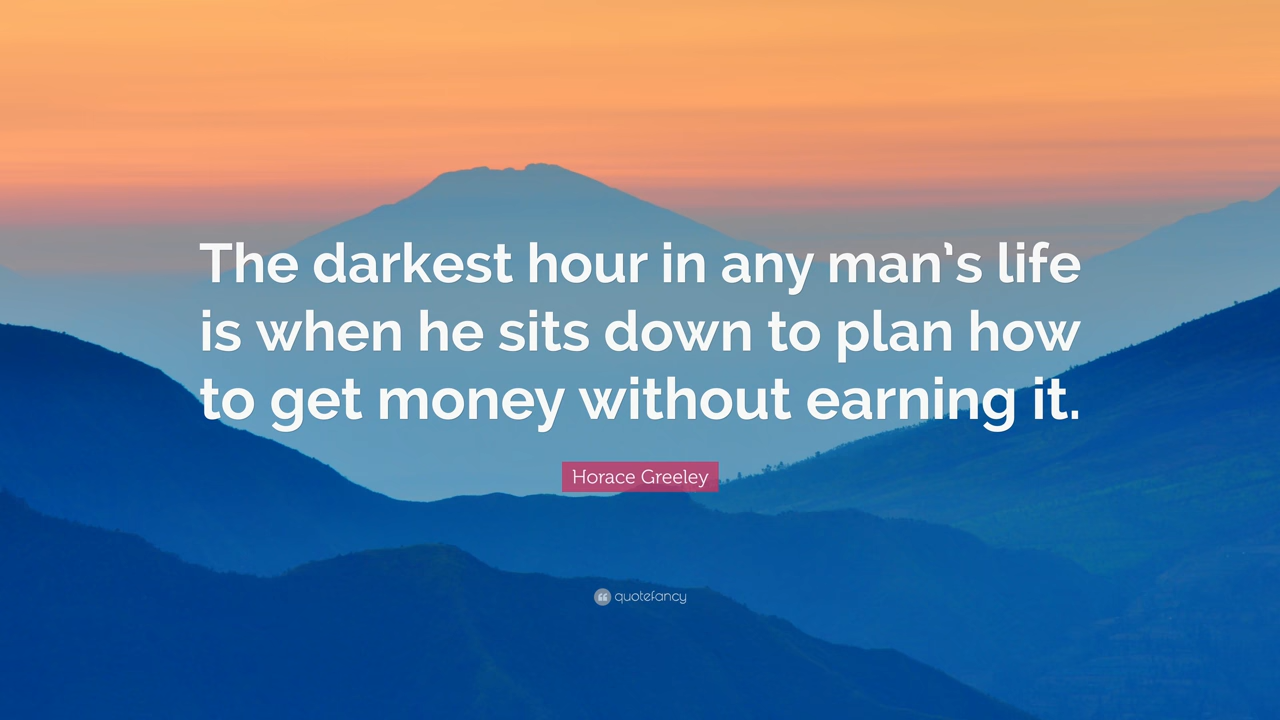 The darkest hour in any man’s life
is when he sits down to plan how
to get money without earning it.
Horace Greeley
quotefancy